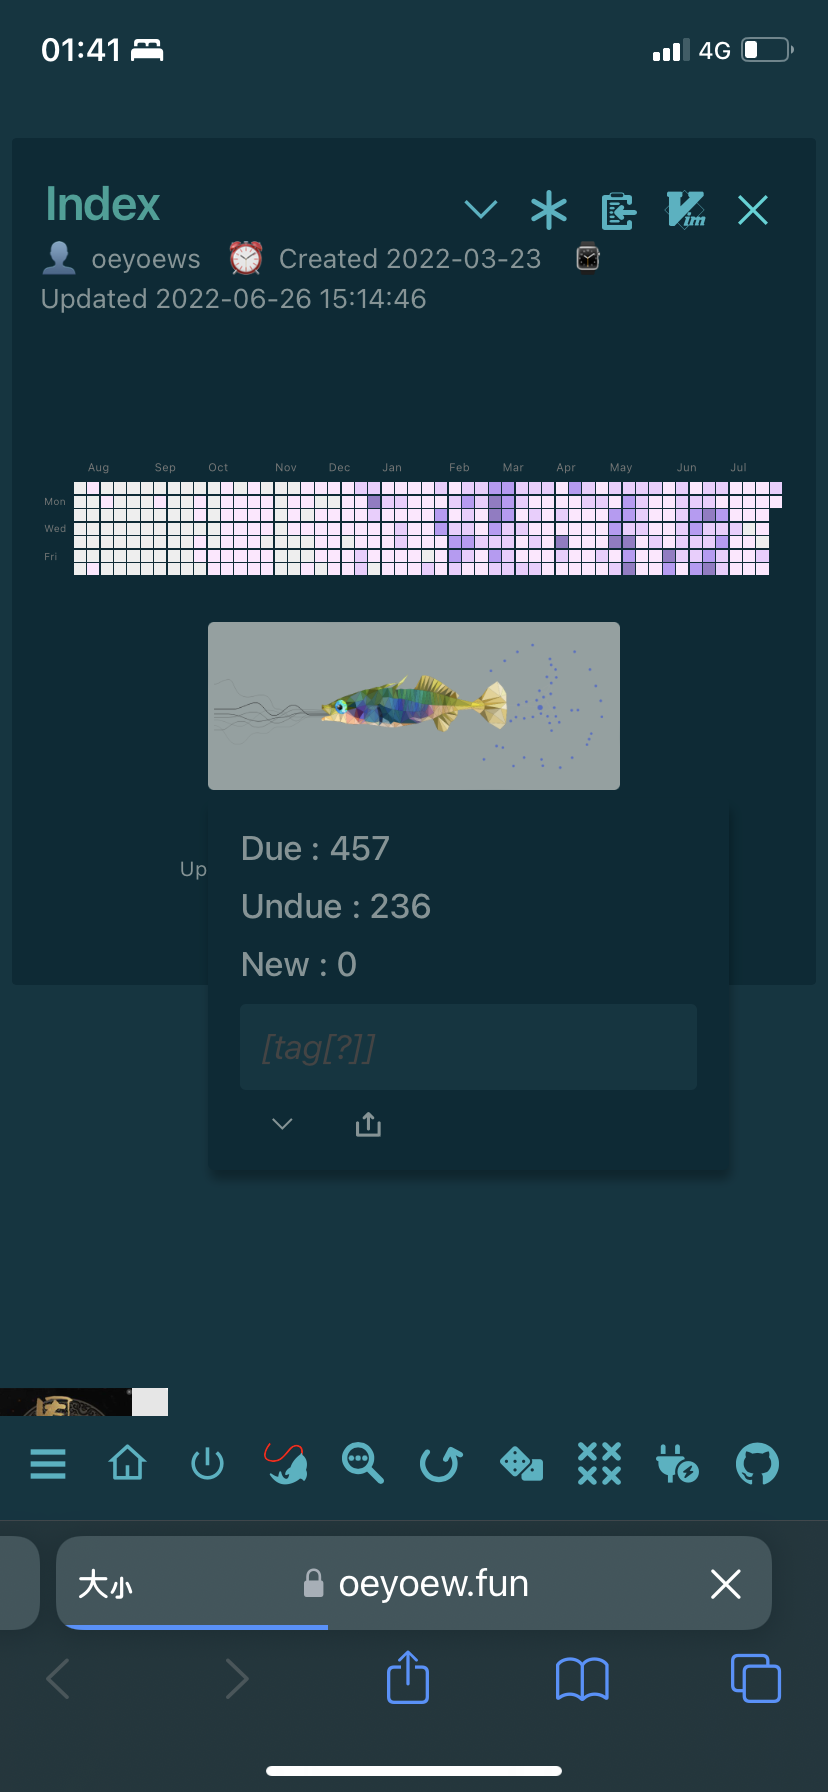 01:41
4G
Index
oeyoews Created 2022-03-23
Updated 2022-06-26 15:14:46
Aug Sep Oct Nov Dec Jan Feb Mar Apr May Jun Jul
Mon
Wed
Fri
Due : 457
Up
Undue : 236
New : 0
[tag[?]]
大小 oeyoew.fun